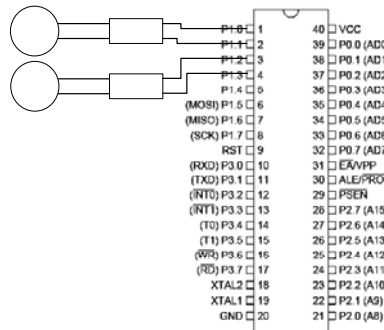 P1.0 1 40 VCC
P1.1 2 39 P0.0 (AD0
P1.2 3 38 P0.1 (AD1
P1.3 4 37 P0.2 (AD2
P1.4 5 36 P0.3 (AD3
(MOSI) P1.5 6 35 P0.4 (AD4
(MISO) P1.6 7 34 P0.5 (AD5
(SCK) P1.7 8 33 P0.6 (AD6
RST 9 32 P0.7 (AD7
(RXD) P3.0 10 31 EA/VPP
(TXD) P3.1 11 30 ALE/PRO
(INT0) P3.2 12 29 PSEN
(INT1) P3.3 13 28 P2.7 (A15
(T0) P3.4 14 27 P2.6 (A14
(T1) P3.5 15 26 P2.5 (A13
(WR) P3.6 16 25 P2.4 (A12
(RD) P3.7 17 24 P2.3 (A11
XTAL2 18 23 P2.2 (A10
XTAL1 19 22 P2.1 (A9)
GND 20 21 P2.0 (A8)